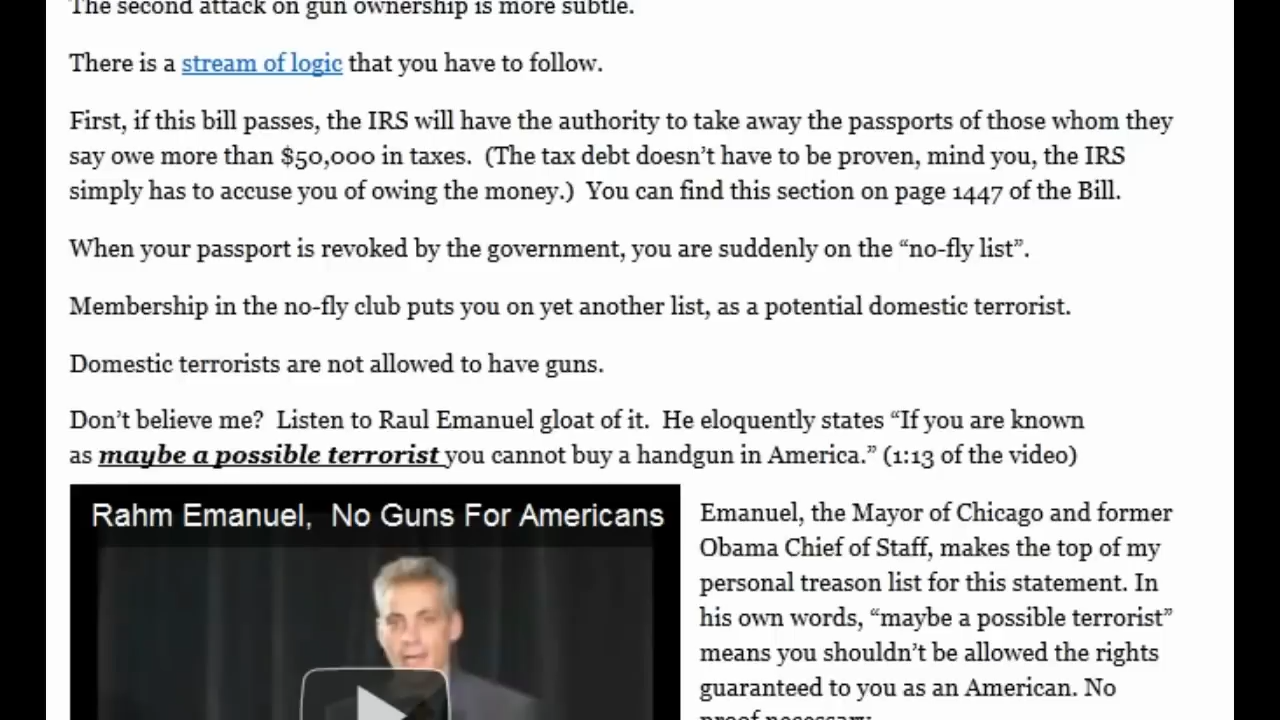 The second attack on gun ownership is more subtle.
There is a stream of logic that you have to follow.
First, if this bill passes, the IRS will have the authority to take away the passports of those whom they
say owe more than $50,000 in taxes.  (The tax debt doesn’t have to be proven, mind you, the IRS
simply has to accuse you of owing the money.)  You can find this section on page 1447 of the Bill.
When your passport is revoked by the government, you are suddenly on the “no-fly list”.
Membership in the no-fly club puts you on yet another list, as a potential domestic terrorist.
Domestic terrorists are not allowed to have guns.
Don’t believe me?  Listen to Raul Emanuel gloat of it.  He eloquently states “If you are known
as maybe a possible terrorist you cannot buy a handgun in America.” (1:13 of the video)
Rahm Emanuel,  No Guns For Americans
Emanuel, the Mayor of Chicago and former
Obama Chief of Staff, makes the top of my
personal treason list for this statement. In
his own words, “maybe a possible terrorist”
means you shouldn’t be allowed the rights
guaranteed to you as an American. No
proof necessary.